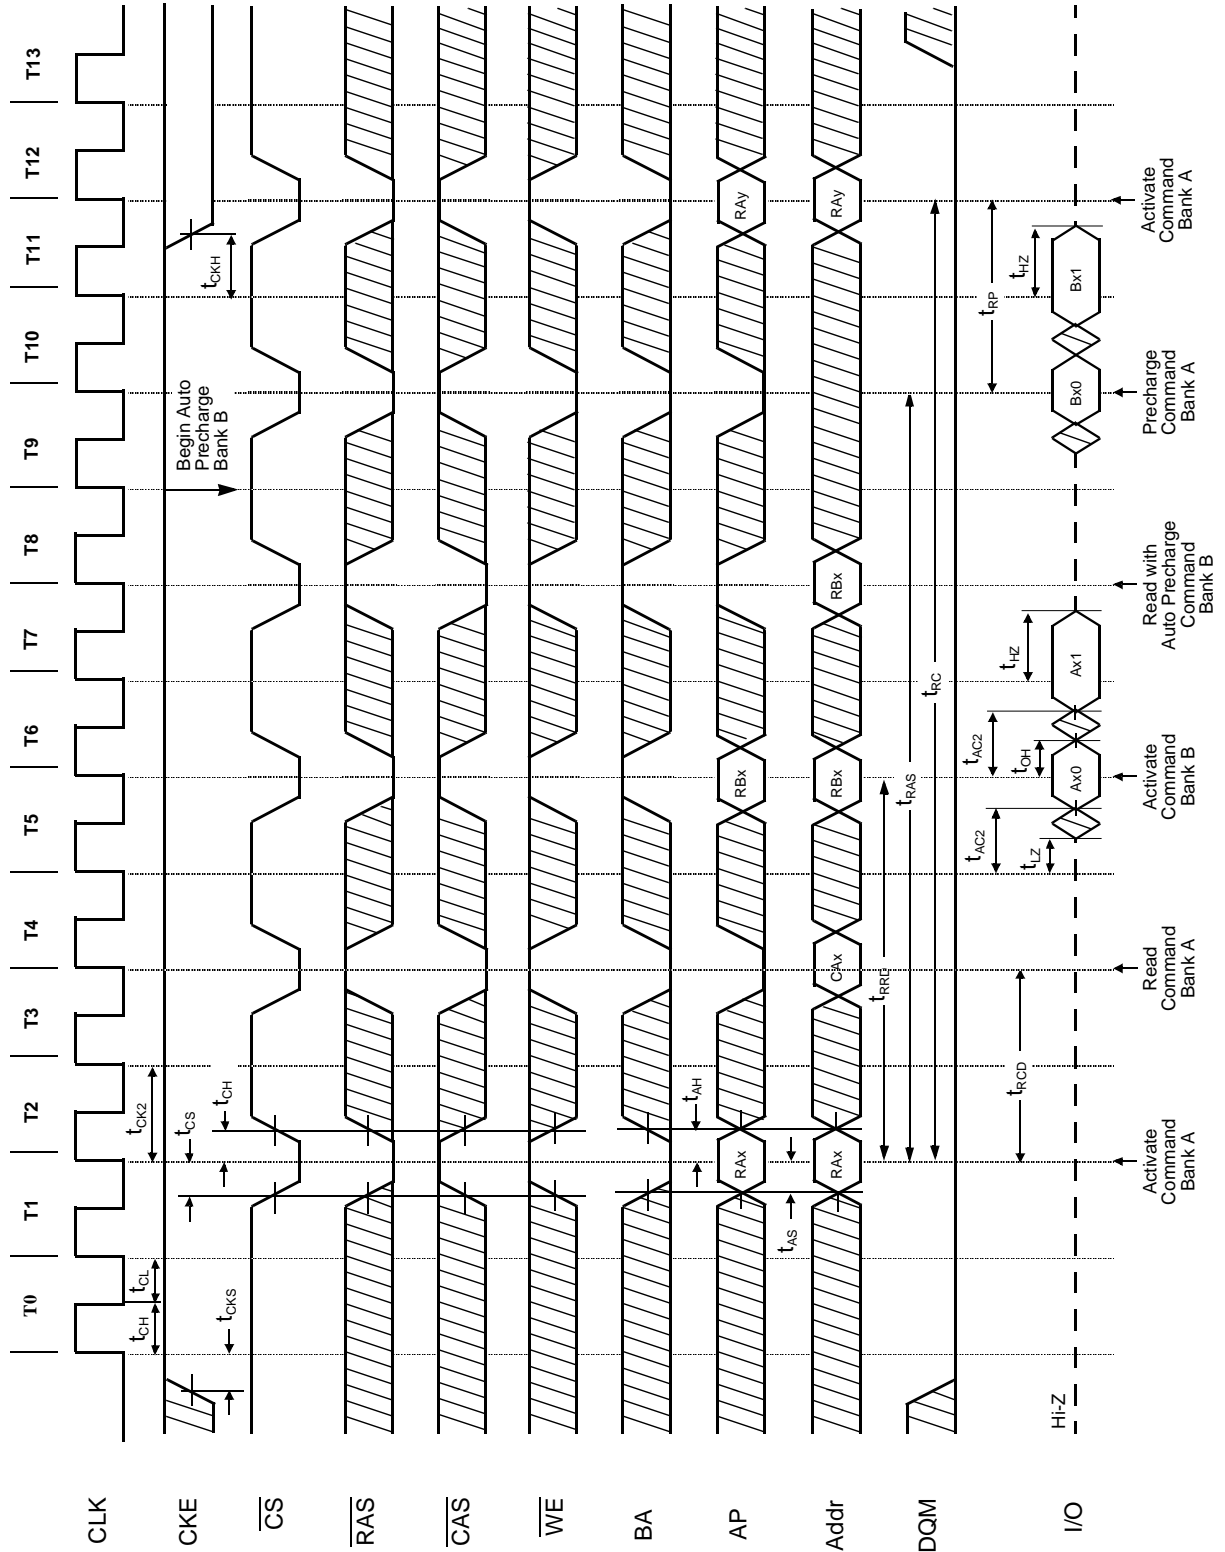 T0 T1 T2 T3 T4 T5 T6 T7 T8 T9 T10 T11 T12 T13
CLK
tCH tCL tCK2
CKE
tCKS tCS tCH
Begin Auto
Precharge
Bank B
tCKH
CS
RAS
CAS
WE
BA
tAH
AP
RAx RBx RAy
tAS
Addr
RAx CAx RBx RBx RAy
tRRD
tRAS
tRC
DQM
tRCD
tAC2 tAC2
tRP
tLZ tOH tHZ tHZ
I/O
Hi-Z
Ax0 Ax1 Bx0 Bx1
Activate
Command
Bank A
Read
Command
Bank A
Activate
Command
Bank B
Read with
Auto Precharge
Command
Bank B
Precharge
Command
Bank A
Activate
Command
Bank A